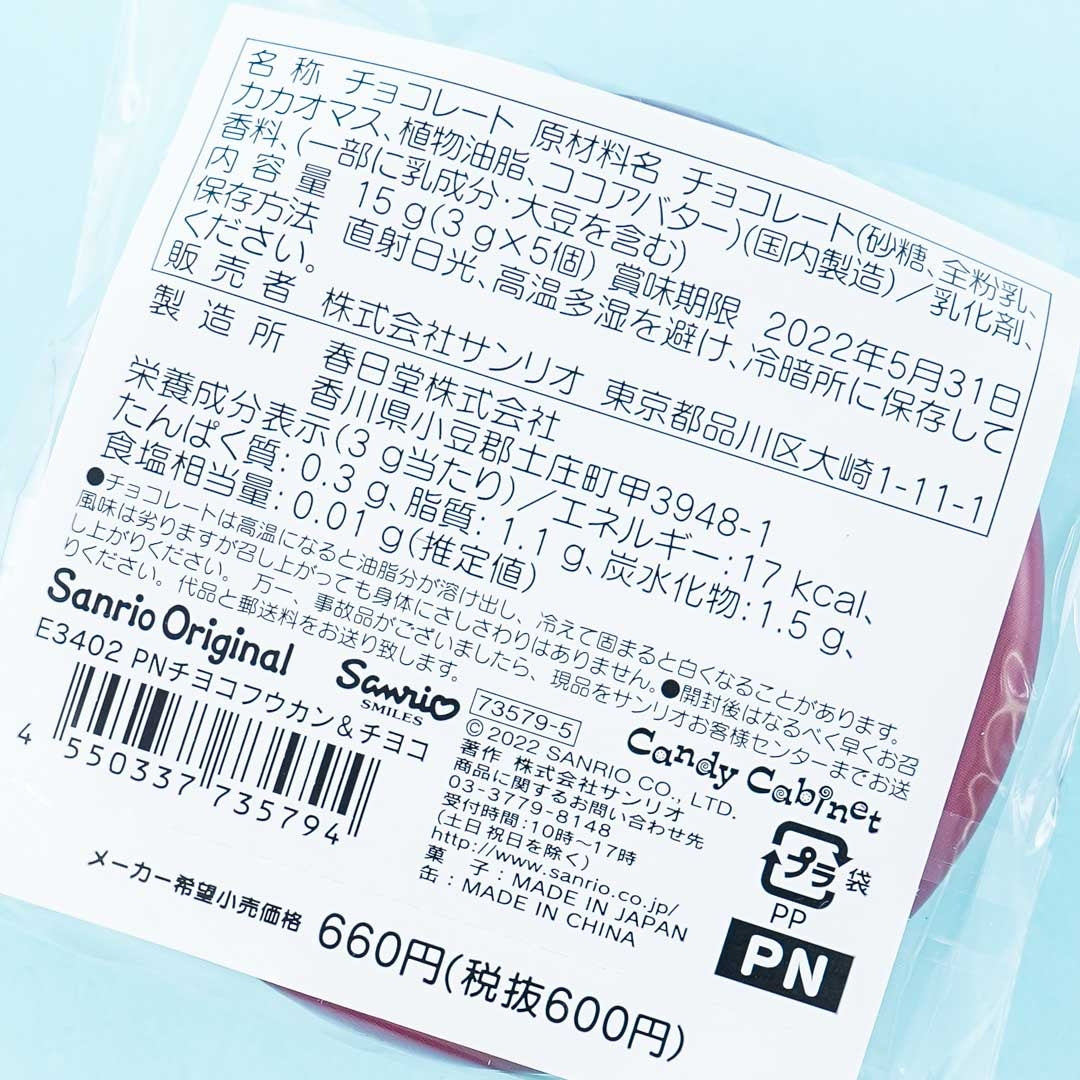 名 称 チョコレート 原材料名 チョコレート(砂糖、全粉乳、
カカオマス、植物油脂、ココアバター)(国内製造)/乳化剤、
香料、(一部に乳成分・大豆を含む)
内 容 量 15g(3g×5個) 賞味期限 2022年5月31日
保存方法 直射日光、高温多湿を避け、冷暗所に保存して
ください。
販 売 者 株式会社サンリオ 東京都品川区大崎1-11-1
製 造 所 春日堂株式会社
香川県小豆郡土庄町甲3948-1
栄養成分表示(3g当たり)/エネルギー:17kcal、
たんぱく質:0.3g、脂質:1.1g、炭水化物:1.5g、
食塩相当量:0.01g(推定値)
●チョコレートは高温になると油脂分が溶け出し、冷えて固まると白くなることがあります。
風味は劣りますが召し上がっても身体にさしさわりはありません。●開封後はなるべく早くお召
し上がりください。万一、事故品がございましたら、現品をサンリオお客様センターまでお送
りください。代品と郵送料をお送り致します。
Sanrio Original
E3402 PNチヨコフウカン&チヨコ
4 550337 735794
Sanrio
SMILES
73579-5
© 2022 SANRIO CO., LTD.
著作 株式会社サンリオ
商品に関するお問い合わせ先
03-3779-8148
受付時間:10時~17時
(土日祝日を除く)
http://www.sanrio.co.jp/
菓 子:MADE IN JAPAN
缶:MADE IN CHINA
Candy Cabinet
プラ 袋
PP
PN
メーカー希望小売価格 660円(税抜600円)